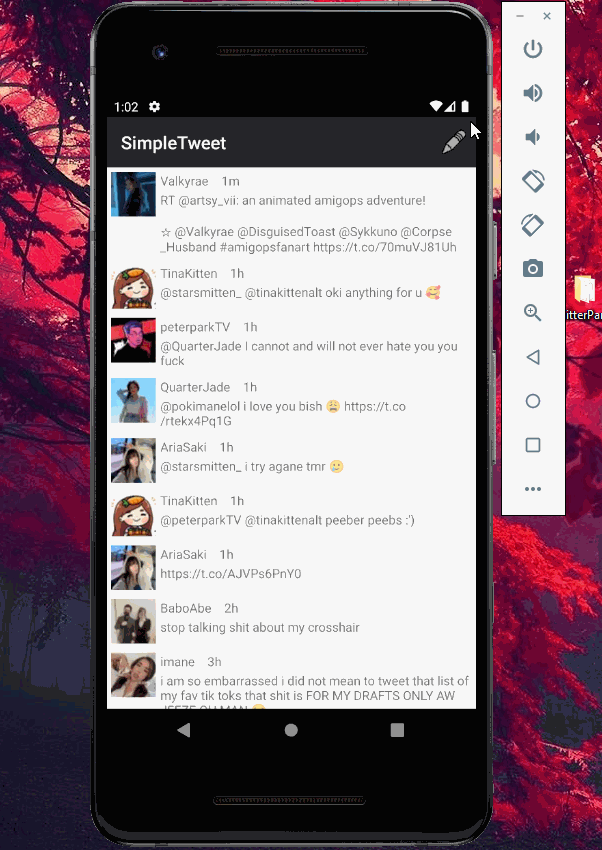 1:02
SimpleTweet
Valkyrae 1m
RT @artsy_vii: an animated amigops adventure!
☆ @Valkyrae @DisguisedToast @Sykkuno @Corpse
_Husband #amigopsfanart https://t.co/70muVJ81Uh
TinaKitten 1h
@starsmitten_ @tinakittenalt oki anything for u 🥰
peterparkTV 1h
@QuarterJade I cannot and will not ever hate you you
fuck
QuarterJade 1h
@pokimanelol i love you bish 😩 https://t.co
/rtekx4Pq1G
AriaSaki 1h
@starsmitten_ i try agane tmr 🥲
TinaKitten 1h
@peterparkTV @tinakittenalt peeber peebs :')
AriaSaki 1h
https://t.co/AJVPs6PnY0
BaboAbe 2h
stop talking shit about my crosshair
imane 3h
i am so embarrassed i did not mean to tweet that list of
my fav tik toks that shit is FOR MY DRAFTS ONLY AW